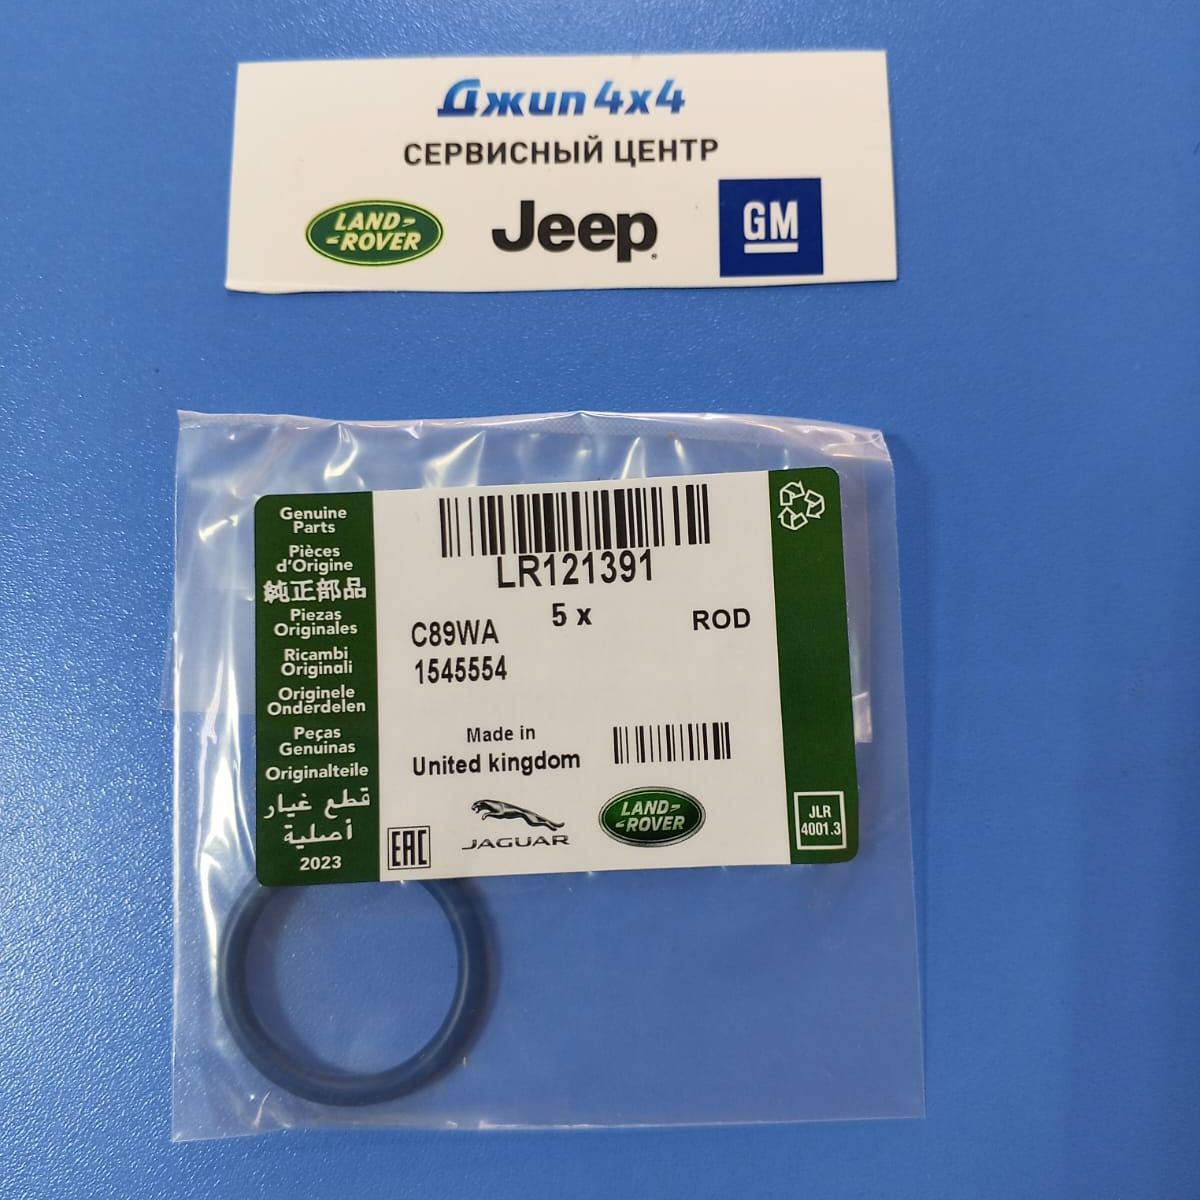 Джип 4x4
СЕРВИСНЫЙ ЦЕНТР
LAND-
-ROVER
Jeep
GM
Genuine
Parts
Pièces
d'Origine
純正部品
Piezas
Originales
Ricambi
Originali
Originele
Onderdelen
Peças
Genuinas
Originalteile
قطع غيار
أصلية
2023
LR121391
5 x
C89WA
ROD
1545554
Made in
United kingdom
EAC
JAGUAR
LAND-
-ROVER
JLR
4001.3